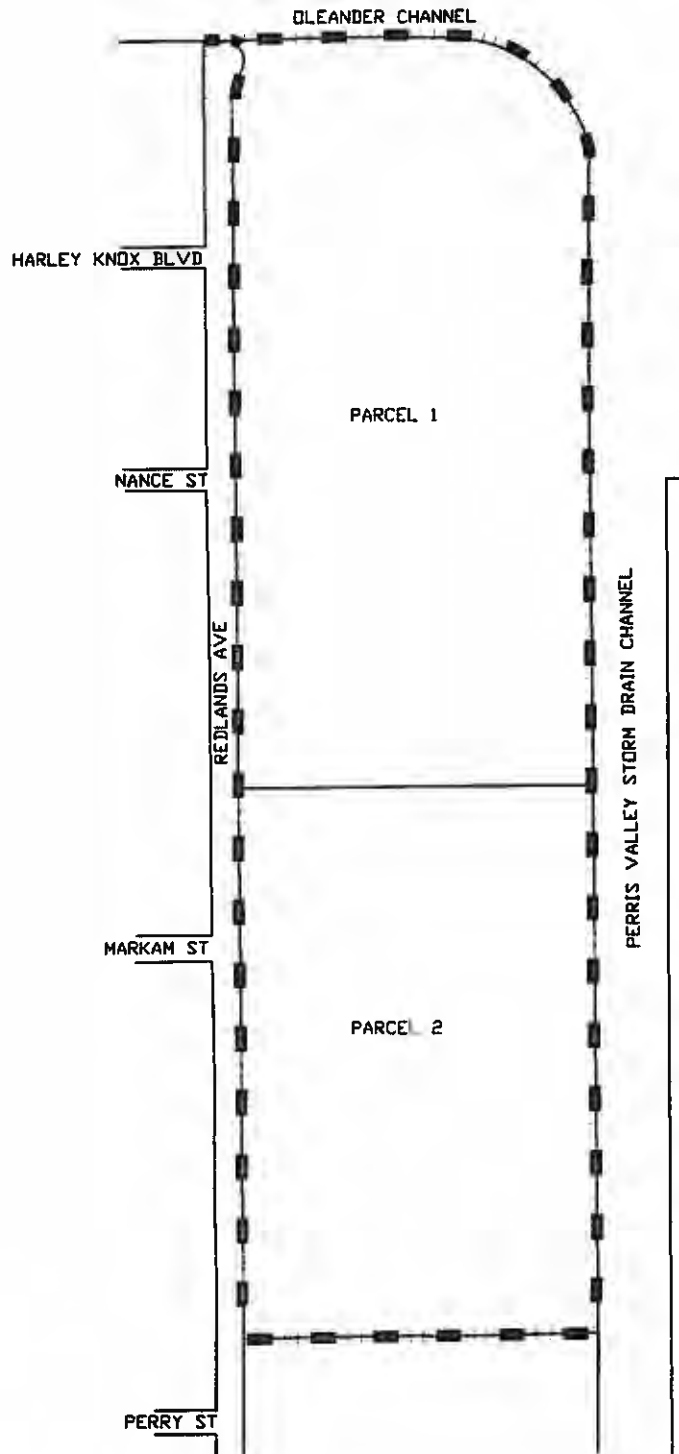 OLEANDER CHANNEL
HARLEY KNOX BLVD
PARCEL 1
NANCE ST
REDLANDS AVE
PERRIS VALLEY STORM DRAIN CHANNEL
MARKAM ST
PARCEL 2
PERRY ST